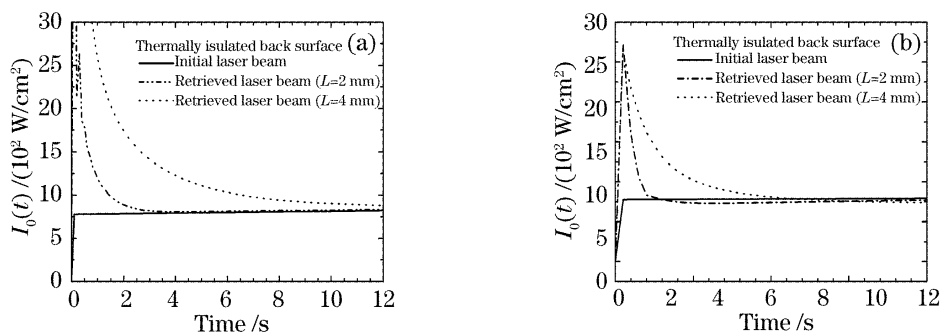 30
25
20
15
10
5
0
I₀(t) /(10² W/cm²)
Thermally isulated back surface (a)
Initial laser beam
Retrieved laser beam (L=2 mm)
Retrieved laser beam (L=4 mm)
0 2 4 6 8 10 12
Time /s
30
25
20
15
10
5
0
I₀(t) /(10² W/cm²)
Thermally isulated back surface (b)
Initial laser beam
Retrieved laser beam (L=2 mm)
Retrieved laser beam (L=4 mm)
0 2 4 6 8 10 12
Time /s